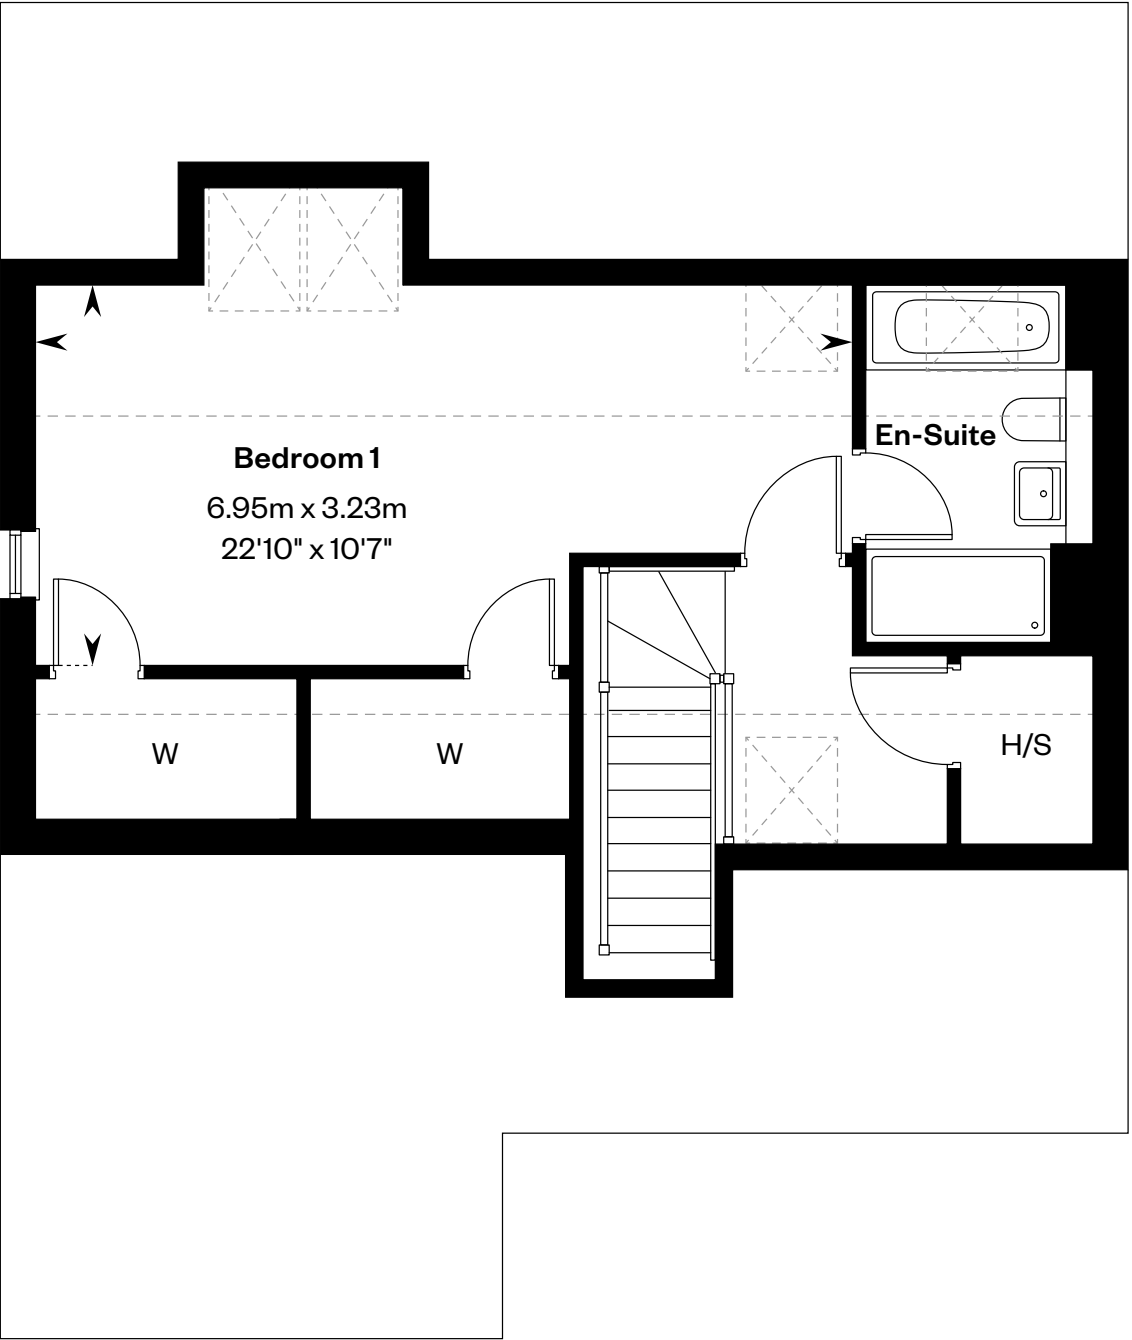 Bedroom 1
6.95m x 3.23m
22'10" x 10'7"
En-Suite
W
W
H/S